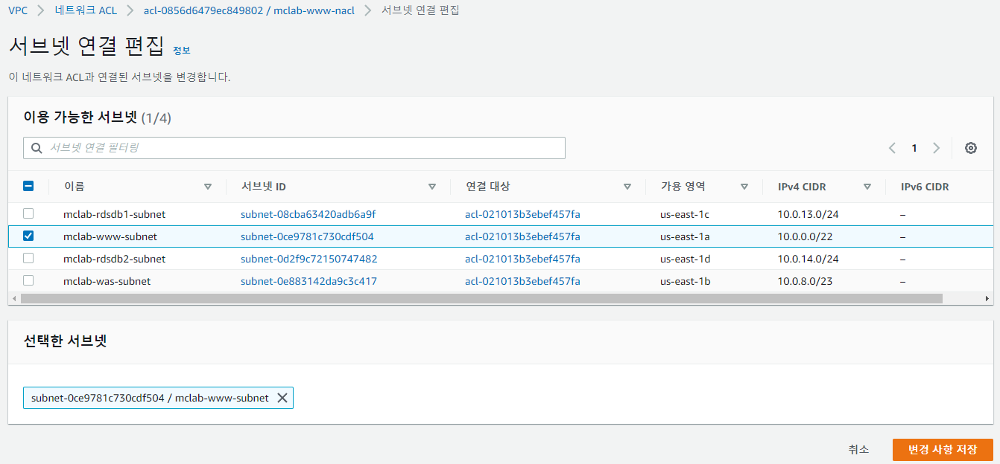 VPC > 네트워크 ACL > acl-0856d6479ec849802 / mclab-www-nacl > 서브넷 연결 편집
서브넷 연결 편집 정보
이 네트워크 ACL과 연결된 서브넷을 변경합니다.
이용 가능한 서브넷 (1/4)
서브넷 연결 필터링
1
이름 서브넷 ID 연결 대상 가용 영역 IPv4 CIDR IPv6 CIDR
mclab-rdsdb1-subnet subnet-08cba63420adb6a9f acl-021013b3ebef457fa us-east-1c 10.0.13.0/24 –
mclab-www-subnet subnet-0ce9781c730cdf504 acl-021013b3ebef457fa us-east-1a 10.0.0.0/22 –
mclab-rdsdb2-subnet subnet-0d2f9c72150747482 acl-021013b3ebef457fa us-east-1d 10.0.14.0/24 –
mclab-was-subnet subnet-0e883142da9c3c417 acl-021013b3ebef457fa us-east-1b 10.0.8.0/23 –
선택한 서브넷
subnet-0ce9781c730cdf504 / mclab-www-subnet
취소 변경 사항 저장